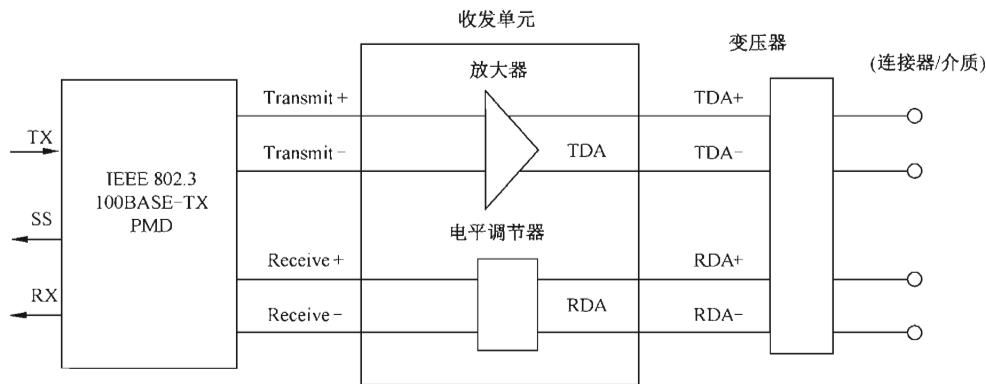 收发单元
变压器
(连接器/介质)
放大器
Transmit+
TDA+
TX
Transmit-
TDA
TDA-
IEEE 802.3
100BASE-TX
PMD
SS
电平调节器
Receive+
RDA+
RX
RDA
Receive-
RDA-